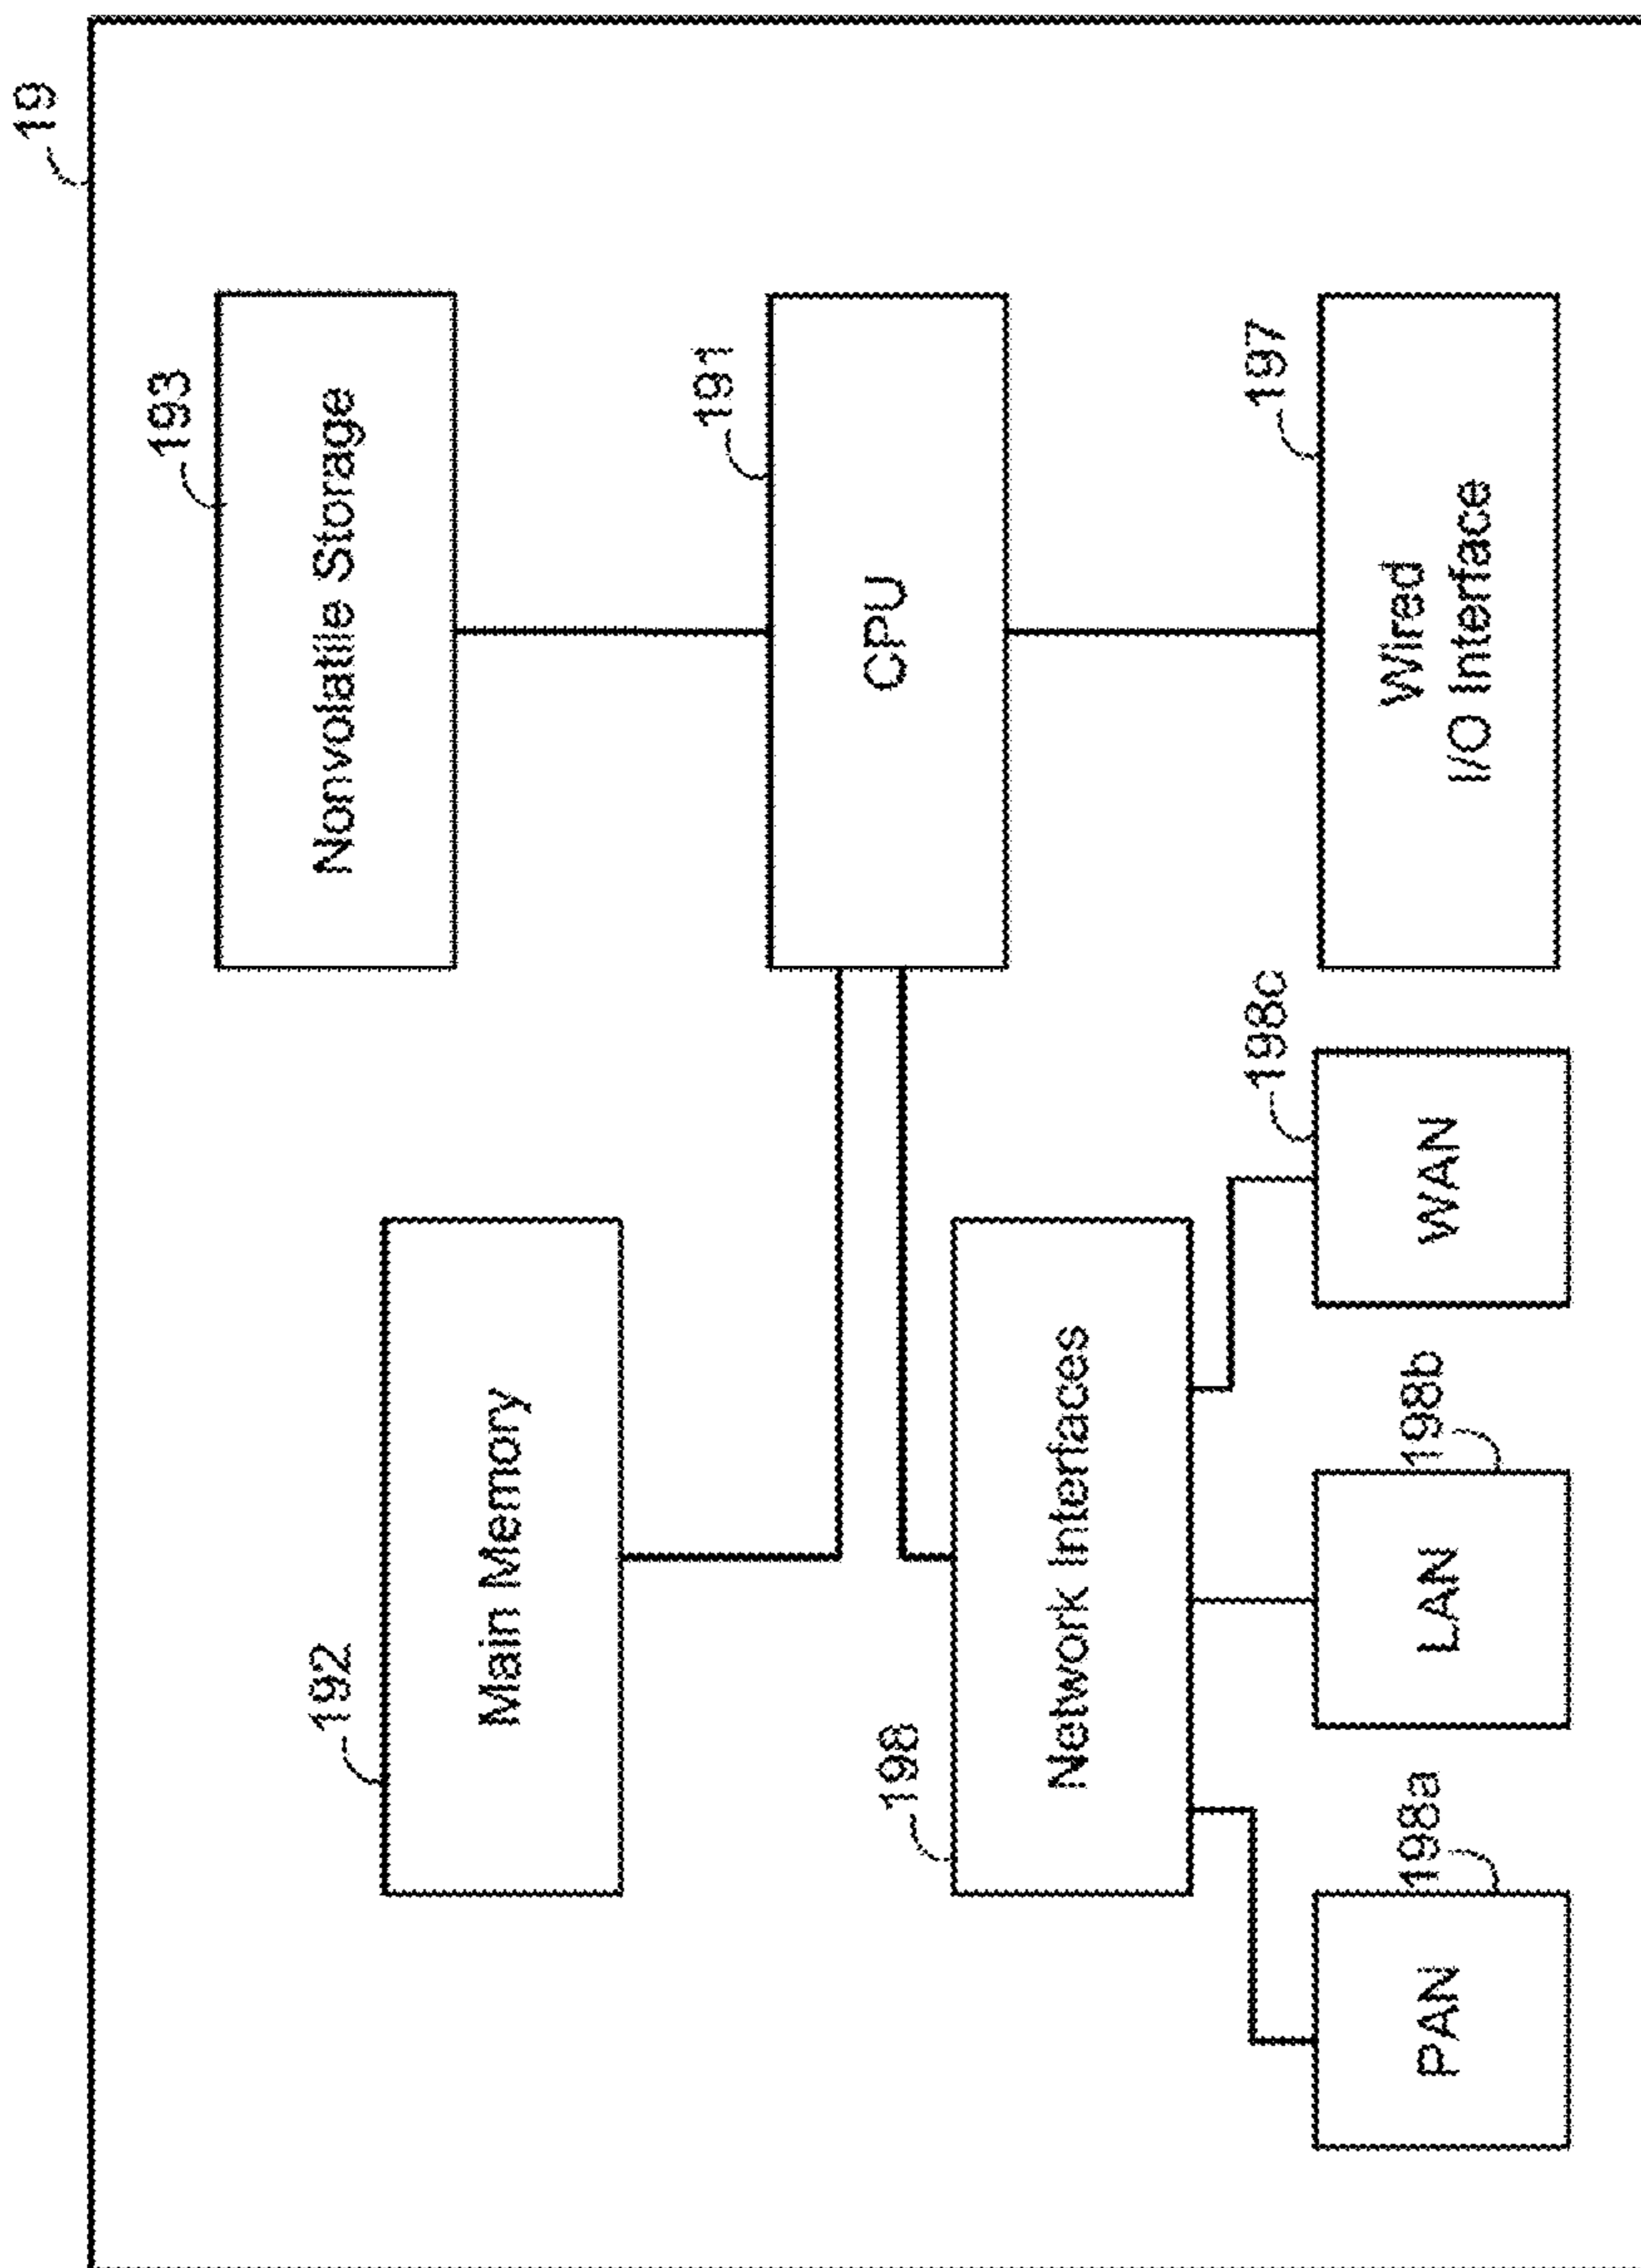 19
193
192
Nonvolatile Storage
Main Memory
191
198
CPU
Network Interfaces
198c
197
198a
198b
Wired
I/O Interface
PAN
LAN
WAN